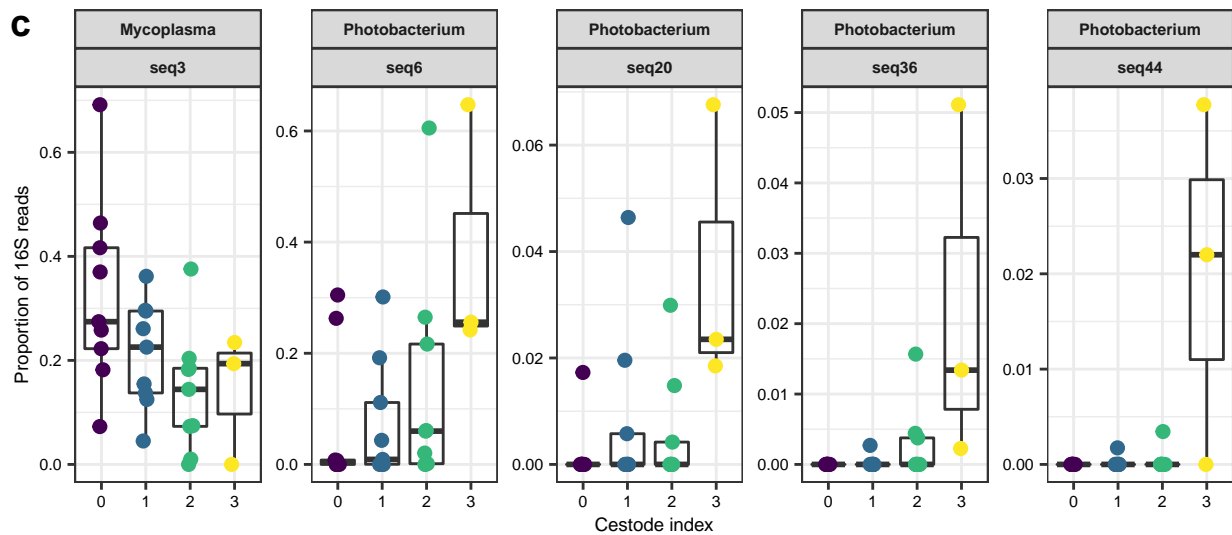 c
Mycoplasma Photobacterium Photobacterium Photobacterium Photobacterium
seq3 seq6 seq20 seq36 seq44
Proportion of 16S reads
0.6
0.4
0.2
0.0
0 1 2 3
0.6
0.4
0.2
0.0
0 1 2 3
0.06
0.04
0.02
0.00
0 1 2 3
0.05
0.04
0.03
0.02
0.01
0.00
0 1 2 3
0.03
0.02
0.01
0.00
0 1 2 3
Cestode index